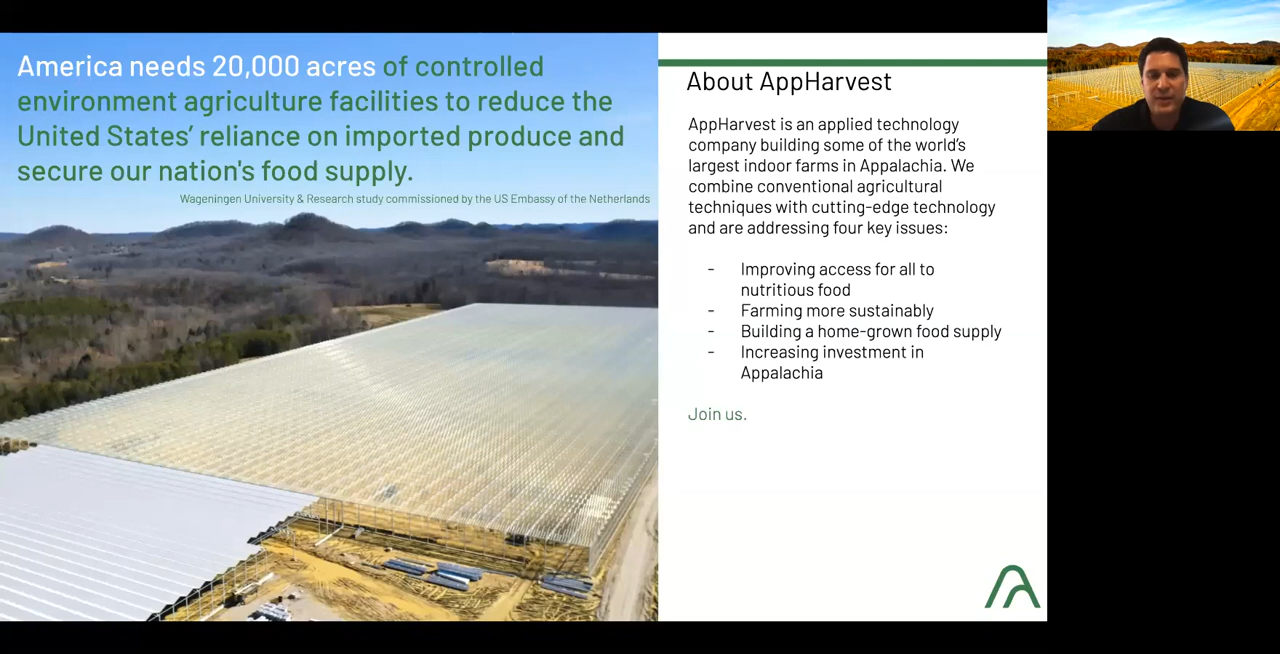 America needs 20,000 acres of controlled
environment agriculture facilities to reduce the
United States' reliance on imported produce and
secure our nation's food supply.
Wageningen University & Research study commissioned by the US Embassy of the Netherlands
About AppHarvest
AppHarvest is an applied technology
company building some of the world's
largest indoor farms in Appalachia. We
combine conventional agricultural
techniques with cutting-edge technology
and are addressing four key issues:
- Improving access for all to
nutritious food
- Farming more sustainably
- Building a home-grown food supply
- Increasing investment in
Appalachia
Join us.